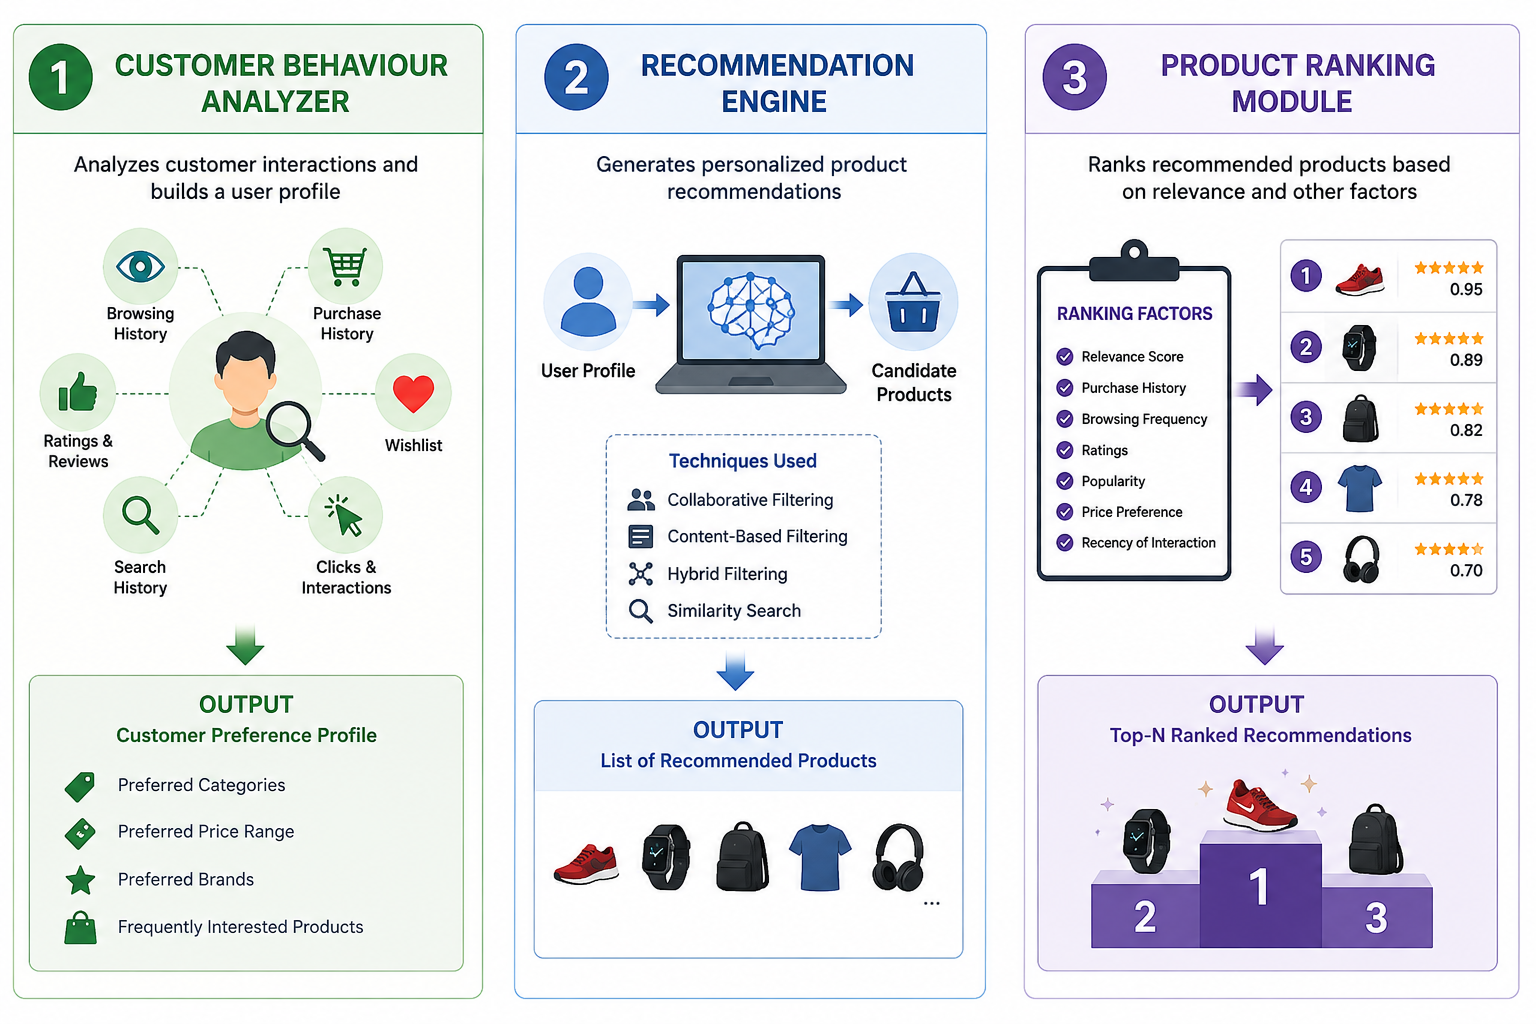 1
CUSTOMER BEHAVIOUR
ANALYZER
Analyzes customer interactions and
builds a user profile
Browsing
History
Purchase
History
Ratings &
Reviews
Wishlist
Search
History
Clicks &
Interactions
OUTPUT
Customer Preference Profile
Preferred Categories
Preferred Price Range
Preferred Brands
Frequently Interested Products
2
RECOMMENDATION
ENGINE
Generates personalized product
recommendations
User Profile
Candidate
Products
Techniques Used
Collaborative Filtering
Content-Based Filtering
Hybrid Filtering
Similarity Search
OUTPUT
List of Recommended Products
...
3
PRODUCT RANKING
MODULE
Ranks recommended products based
on relevance and other factors
RANKING FACTORS
Relevance Score
Purchase History
Browsing Frequency
Ratings
Popularity
Price Preference
Recency of Interaction
1
0.95
2
0.89
3
0.82
4
0.78
5
0.70
OUTPUT
Top-N Ranked Recommendations
2
1
3